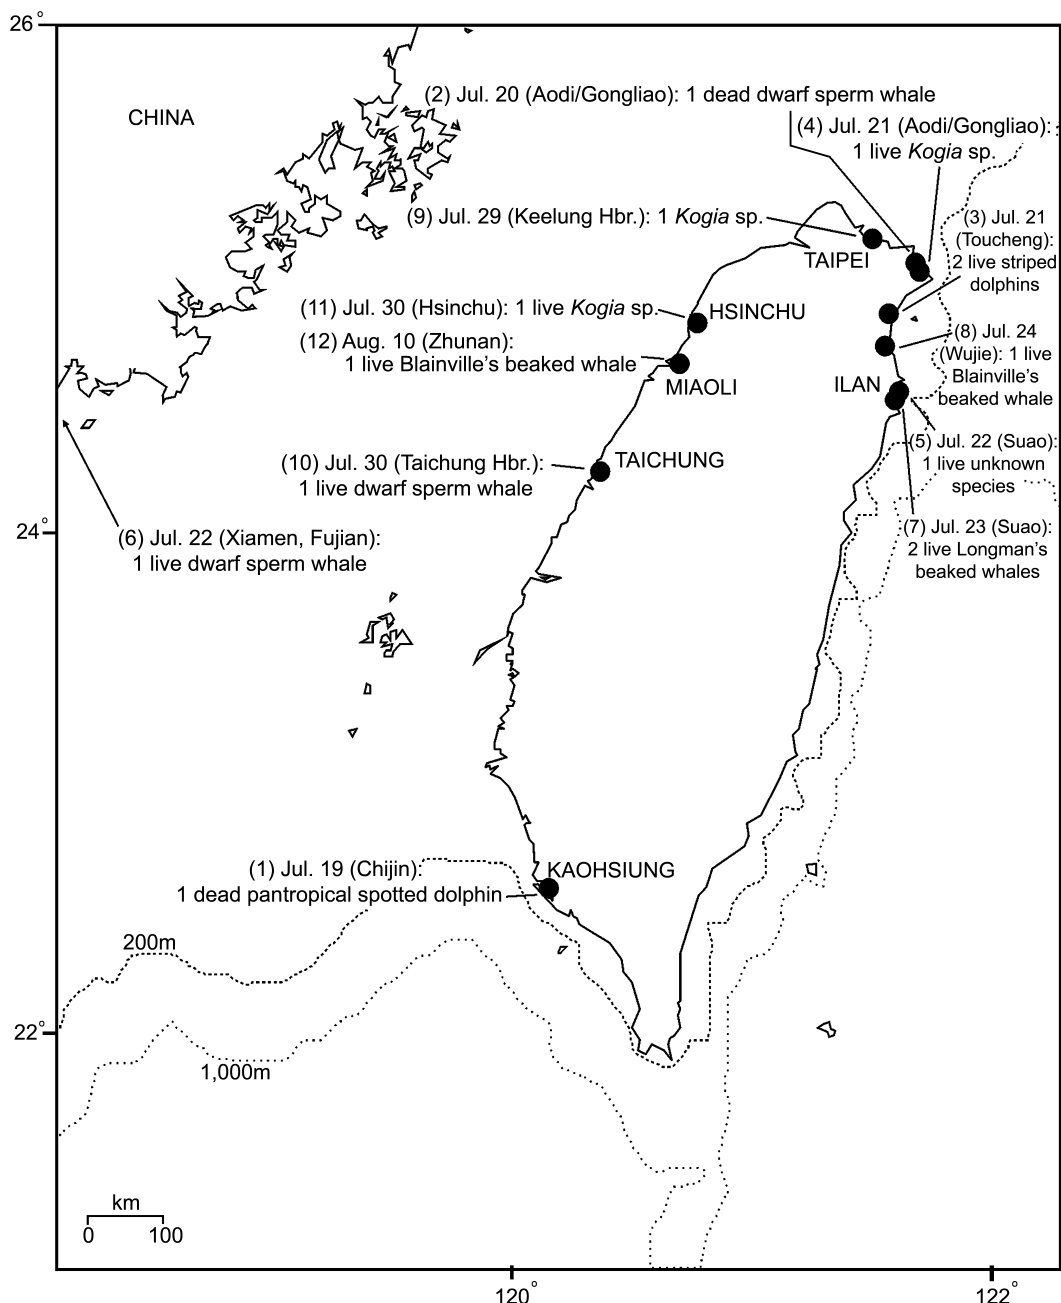 26°
CHINA
(2) Jul. 20 (Aodi/Gongliao): 1 dead dwarf sperm whale
(4) Jul. 21 (Aodi/Gongliao):
1 live Kogia sp.
(9) Jul. 29 (Keelung Hbr.): 1 Kogia sp.
(3) Jul. 21
(Toucheng):
2 live striped
dolphins
TAIPEI
(11) Jul. 30 (Hsinchu): 1 live Kogia sp.
HSINCHU
(12) Aug. 10 (Zhunan):
1 live Blainville's beaked whale
MIAOLI
(8) Jul. 24
(Wujie): 1 live
Blainville's
beaked whale
ILAN
(5) Jul. 22 (Suao):
1 live unknown
species
(10) Jul. 30 (Taichung Hbr.):
1 live dwarf sperm whale
TAICHUNG
24°
(6) Jul. 22 (Xiamen, Fujian):
1 live dwarf sperm whale
(7) Jul. 23 (Suao):
2 live Longman's
beaked whales
(1) Jul. 19 (Chijin):
1 dead pantropical spotted dolphin
KAOHSIUNG
200m
22°
1,000m
km
0 100
120°
122°